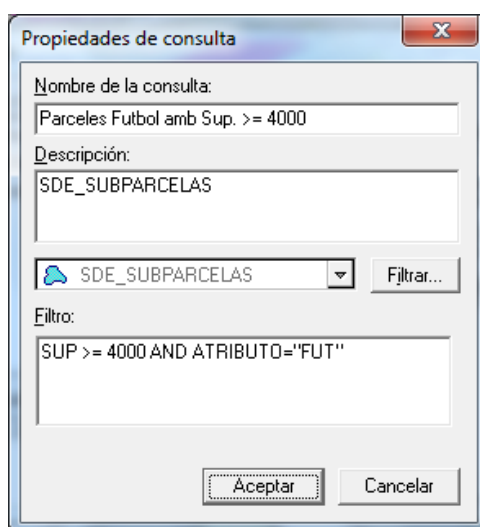 Propiedades de consulta
Nombre de la consulta:
Parceles Futbol amb Sup. >= 4000
Descripción:
SDE_SUBPARCELAS
SDE_SUBPARCELAS
Filtrar...
Filtro:
SUP >= 4000 AND ATRIBUTO="FUT"
Aceptar
Cancelar